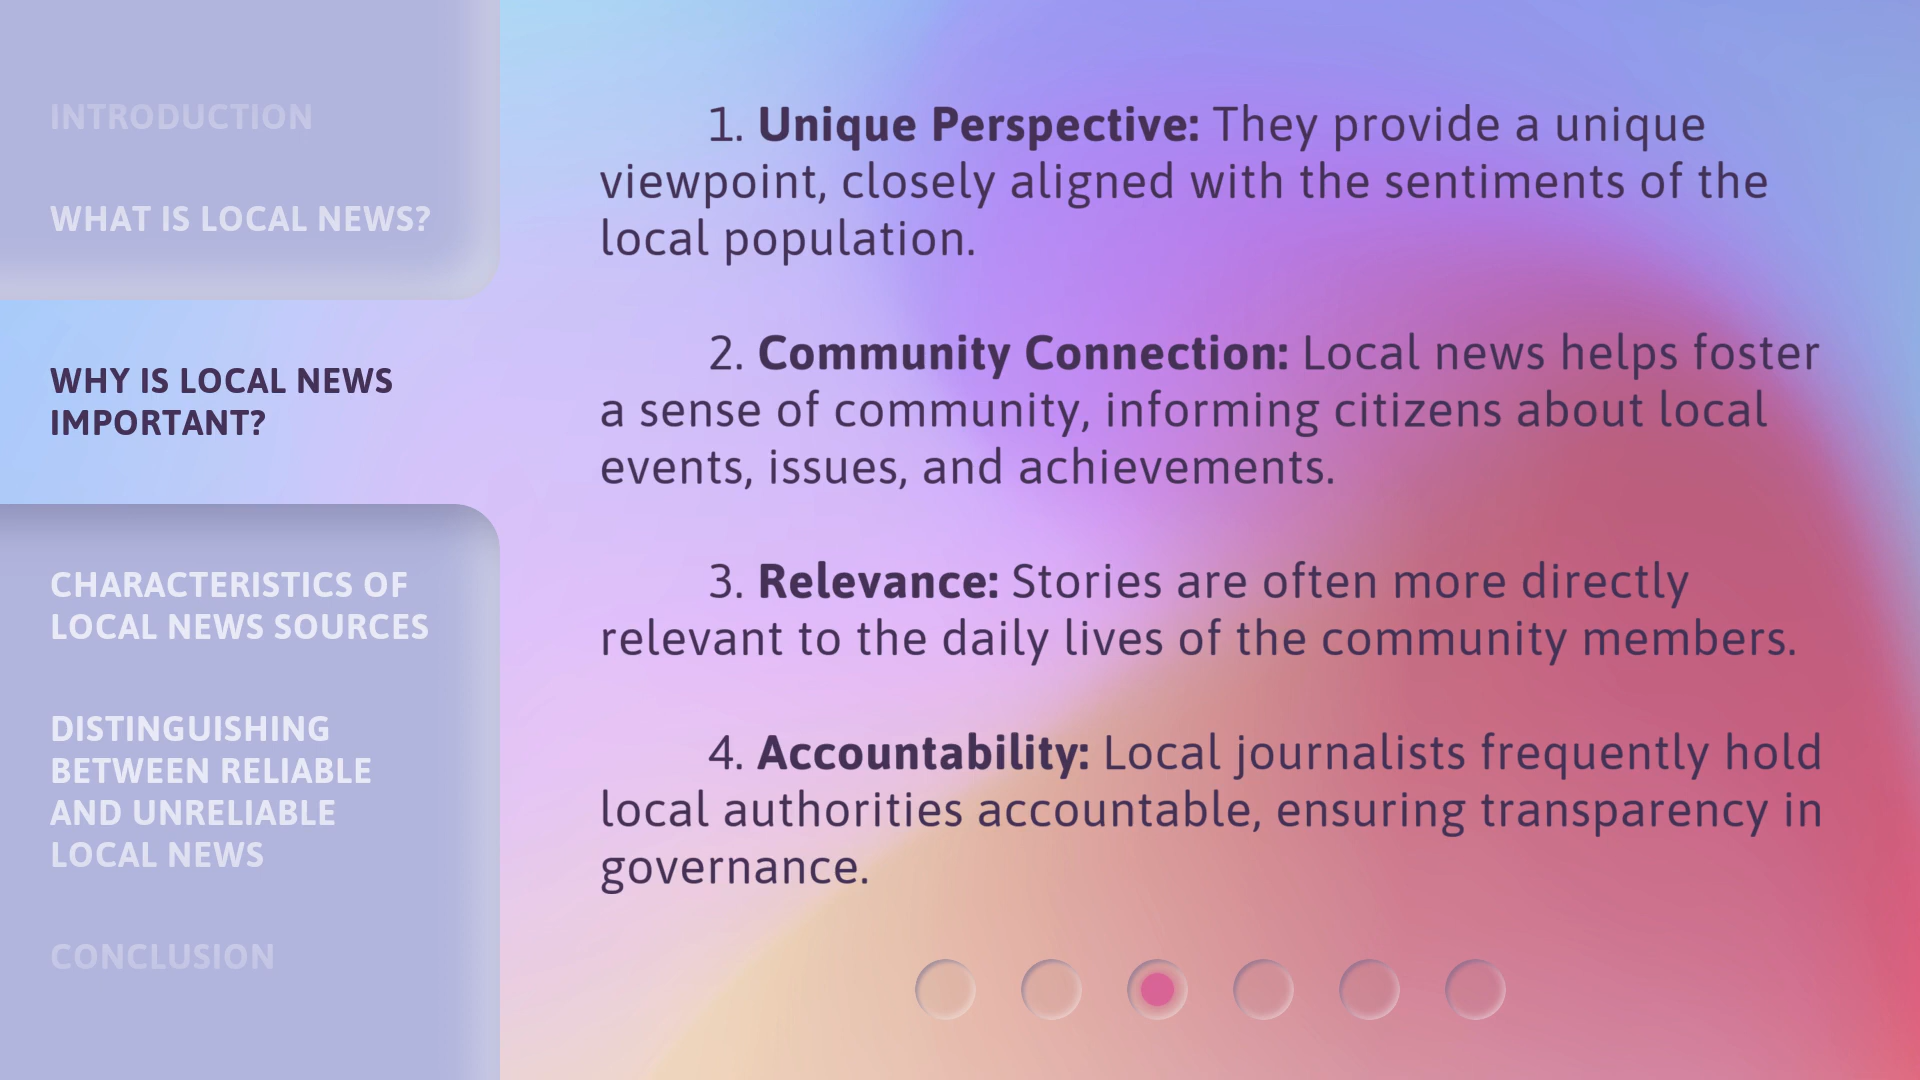 INTRODUCTION
WHAT IS LOCAL NEWS?
WHY IS LOCAL NEWS
IMPORTANT?
CHARACTERISTICS OF
LOCAL NEWS SOURCES
DISTINGUISHING
BETWEEN RELIABLE
AND UNRELIABLE
LOCAL NEWS
CONCLUSION
1. Unique Perspective: They provide a unique
viewpoint, closely aligned with the sentiments of the
local population.
2. Community Connection: Local news helps foster
a sense of community, informing citizens about local
events, issues, and achievements.
3. Relevance: Stories are often more directly
relevant to the daily lives of the community members.
4. Accountability: Local journalists frequently hold
local authorities accountable, ensuring transparency in
governance.